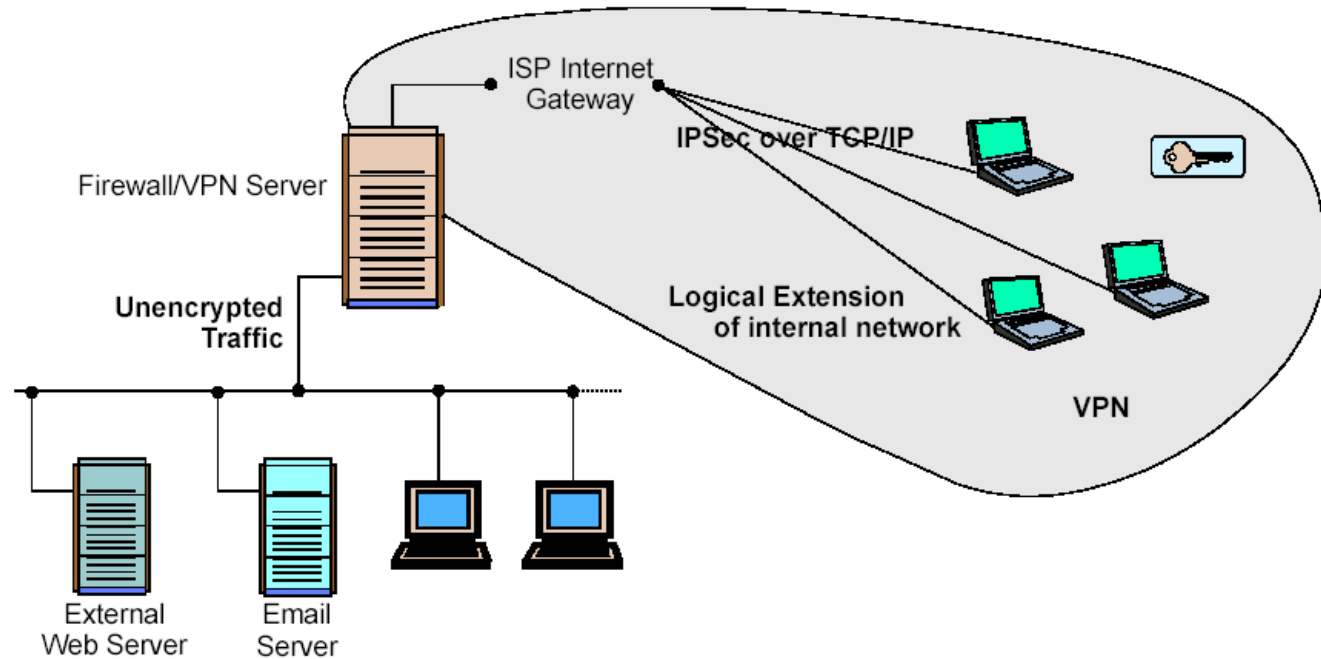 ISP Internet
Gateway
IPSec over TCP/IP
Firewall/VPN Server
Logical Extension
of internal network
Unencrypted
Traffic
VPN
External
Web Server
Email
Server